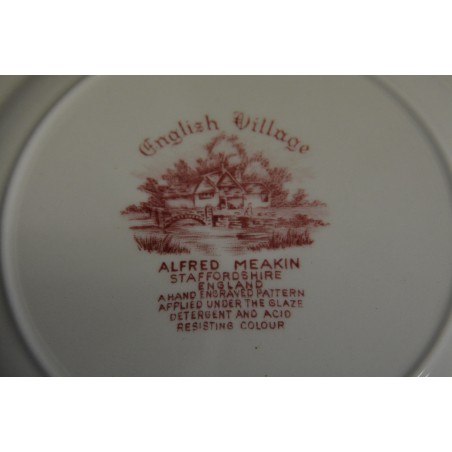 English Village
ALFRED MEAKIN
STAFFORDSHIRE
ENGLAND
A HAND ENGRAVED PATTERN
APPLIED UNDER THE GLAZE
DETERGENT AND ACID
RESISTING COLOUR